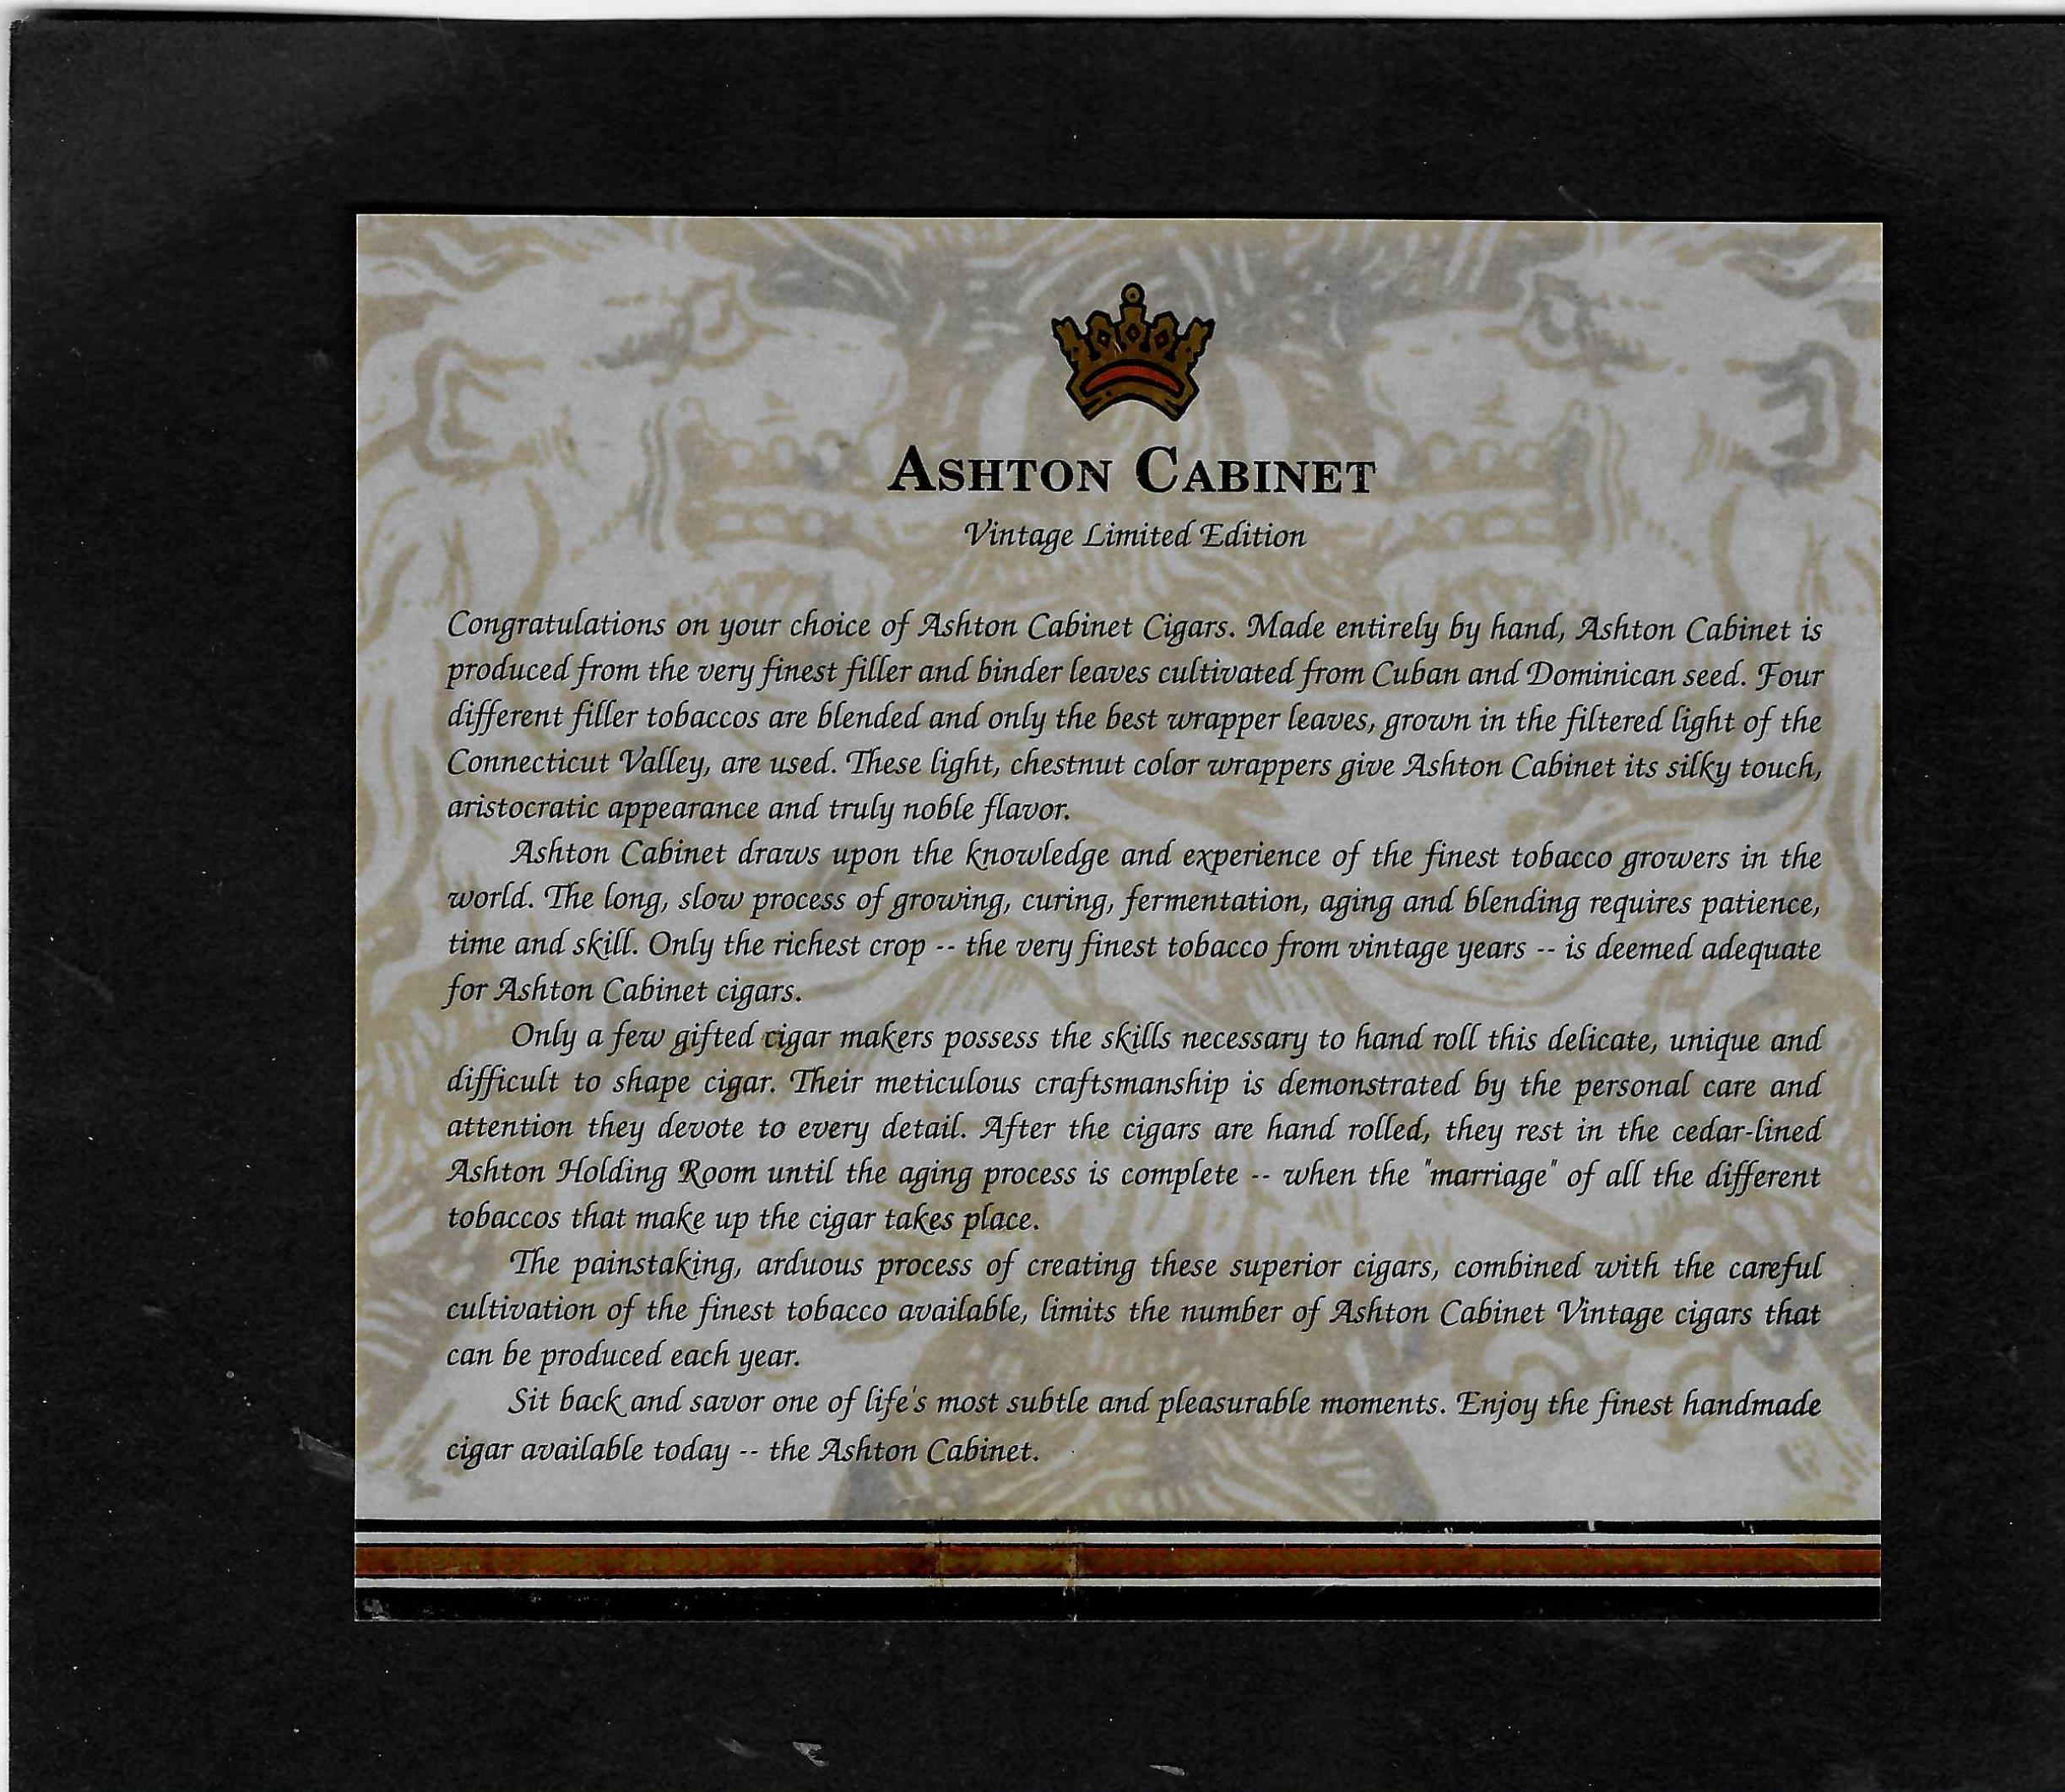 ASHTON CABINET
Vintage Limited Edition
Congratulations on your choice of Ashton Cabinet Cigars. Made entirely by hand, Ashton Cabinet is
produced from the very finest filler and binder leaves cultivated from Cuban and Dominican seed. Four
different filler tobaccos are blended and only the best wrapper leaves, grown in the filtered light of the
Connecticut Valley, are used. These light, chestnut color wrappers give Ashton Cabinet its silky touch,
aristocratic appearance and truly noble flavor.
Ashton Cabinet draws upon the knowledge and experience of the finest tobacco growers in the
world. The long, slow process of growing, curing, fermentation, aging and blending requires patience,
time and skill. Only the richest crop -- the very finest tobacco from vintage years -- is deemed adequate
for Ashton Cabinet cigars.
Only a few gifted cigar makers possess the skills necessary to hand roll this delicate, unique and
difficult to shape cigar. Their meticulous craftsmanship is demonstrated by the personal care and
attention they devote to every detail. After the cigars are hand rolled, they rest in the cedar-lined
Ashton Holding Room until the aging process is complete -- when the "marriage" of all the different
tobaccos that make up the cigar takes place.
The painstaking, arduous process of creating these superior cigars, combined with the careful
cultivation of the finest tobacco available, limits the number of Ashton Cabinet Vintage cigars that
can be produced each year.
Sit back and savor one of life's most subtle and pleasurable moments. Enjoy the finest handmade
cigar available today -- the Ashton Cabinet.